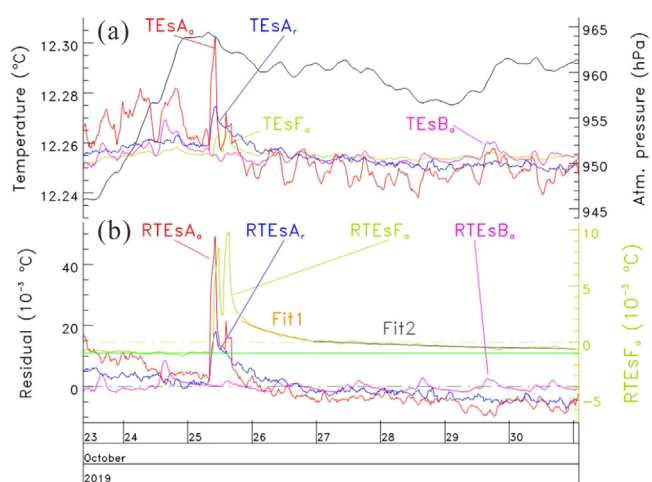 (a)
TEsAₐ
TEsAᵣ
TEsFₐ
TEsBₐ
Temperature (°C)
12.30
12.28
12.26
12.24
965
960
955
950
945
Atm. pressure (hPa)
(b)
RTEsAₐ
RTEsAᵣ
RTEsFₐ
RTEsBₐ
Fit1
Fit2
Residual (10⁻³ °C)
40
20
0
10
5
0
−5
RTEsFₐ (10⁻³ °C)
23 24 25 26 27 28 29 30
October
2019